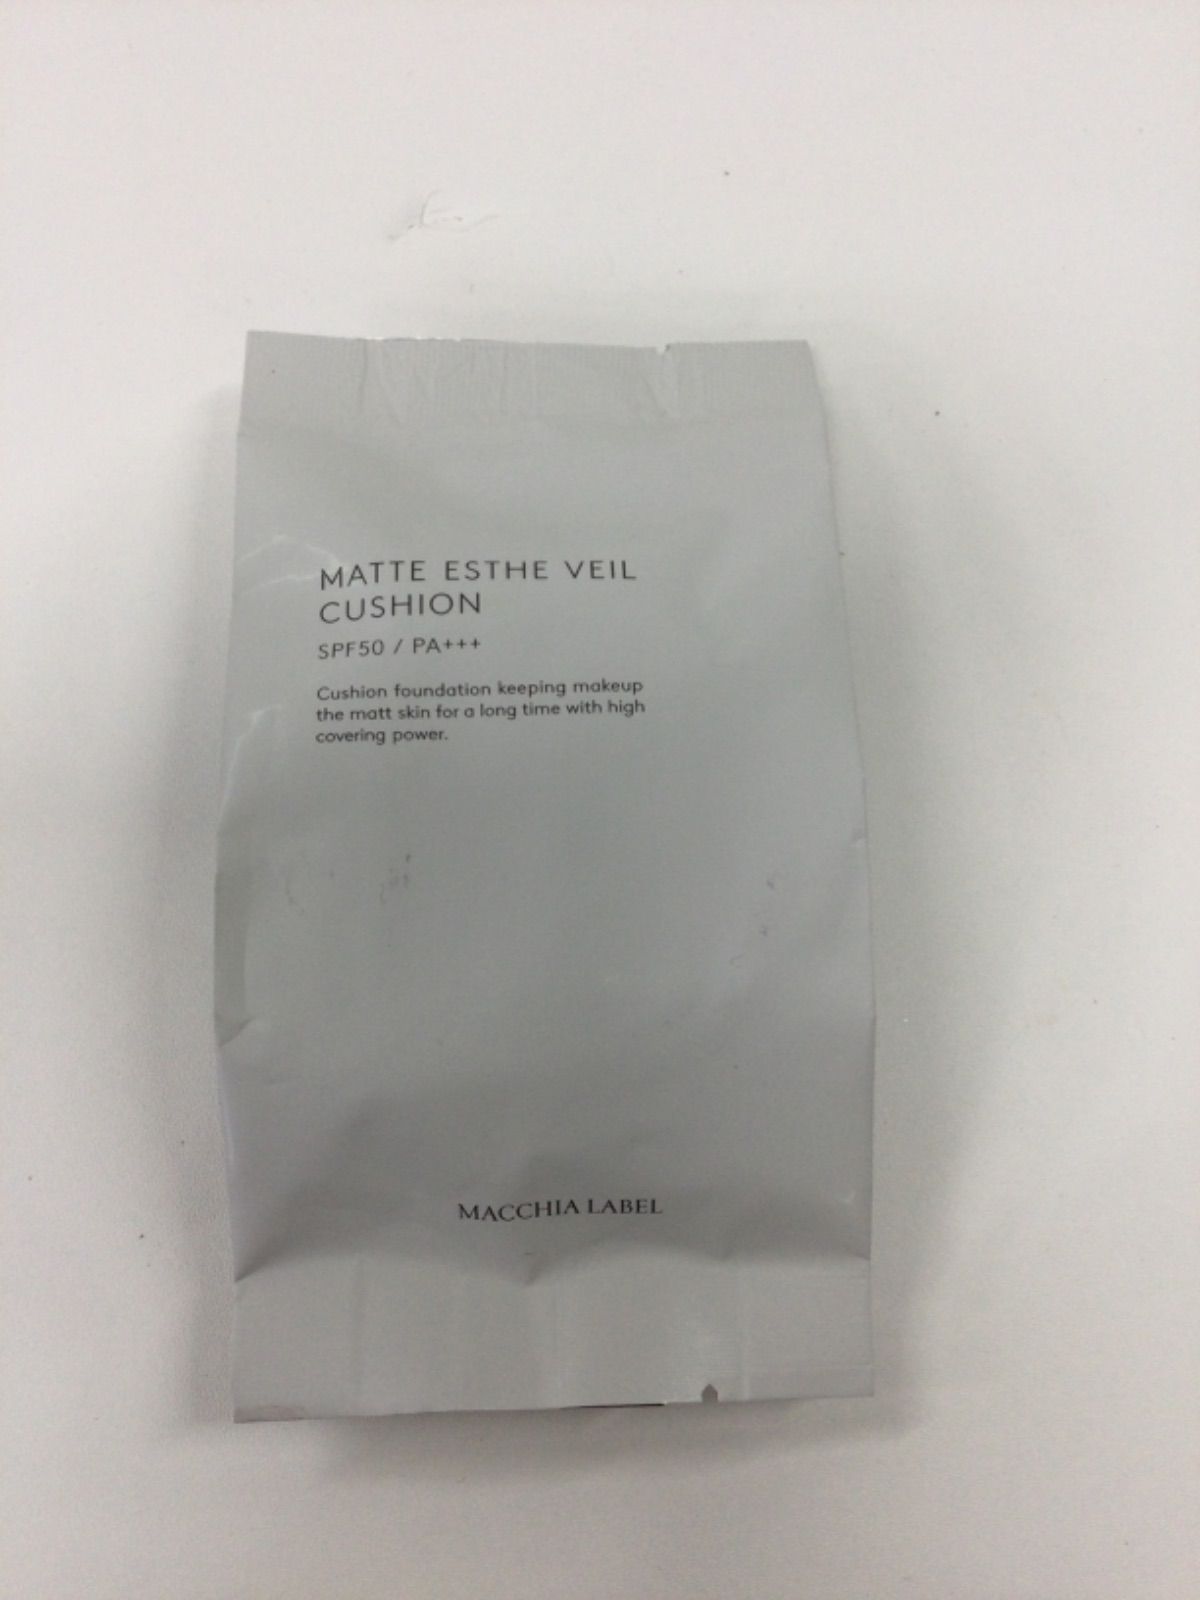 MATTE ESTHE VEIL
CUSHION
SPF50 / PA+++
Cushion foundation keeping makeup
the matt skin for a long time with high
covering power.
MACCHIA LABEL